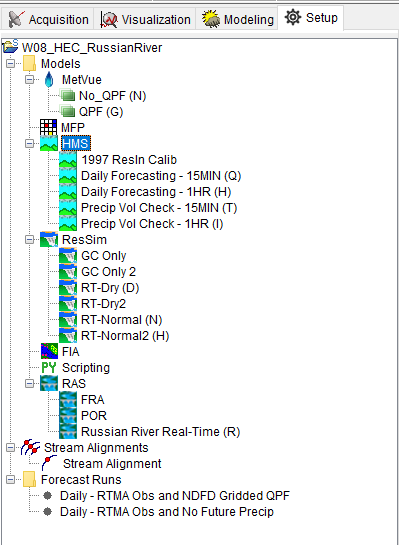 Acquisition Visualization Modeling Setup
W08_HEC_RussianRiver
Models
MetVue
No_QPF (N)
QPF (G)
MFP
HMS
1997 ResIn Calib
Daily Forecasting - 15MIN (Q)
Daily Forecasting - 1HR (H)
Precip Vol Check - 15MIN (T)
Precip Vol Check - 1HR (I)
ResSim
GC Only
GC Only 2
RT-Dry (D)
RT-Dry2
RT-Normal (N)
RT-Normal2 (H)
FIA
PY Scripting
RAS
FRA
POR
Russian River Real-Time (R)
Stream Alignments
Stream Alignment
Forecast Runs
Daily - RTMA Obs and NDFD Gridded QPF
Daily - RTMA Obs and No Future Precip